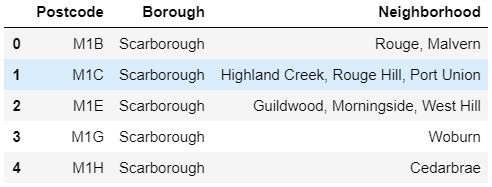 Postcode Borough Neighborhood
0 M1B Scarborough Rouge, Malvern
1 M1C Scarborough Highland Creek, Rouge Hill, Port Union
2 M1E Scarborough Guildwood, Morningside, West Hill
3 M1G Scarborough Woburn
4 M1H Scarborough Cedarbrae